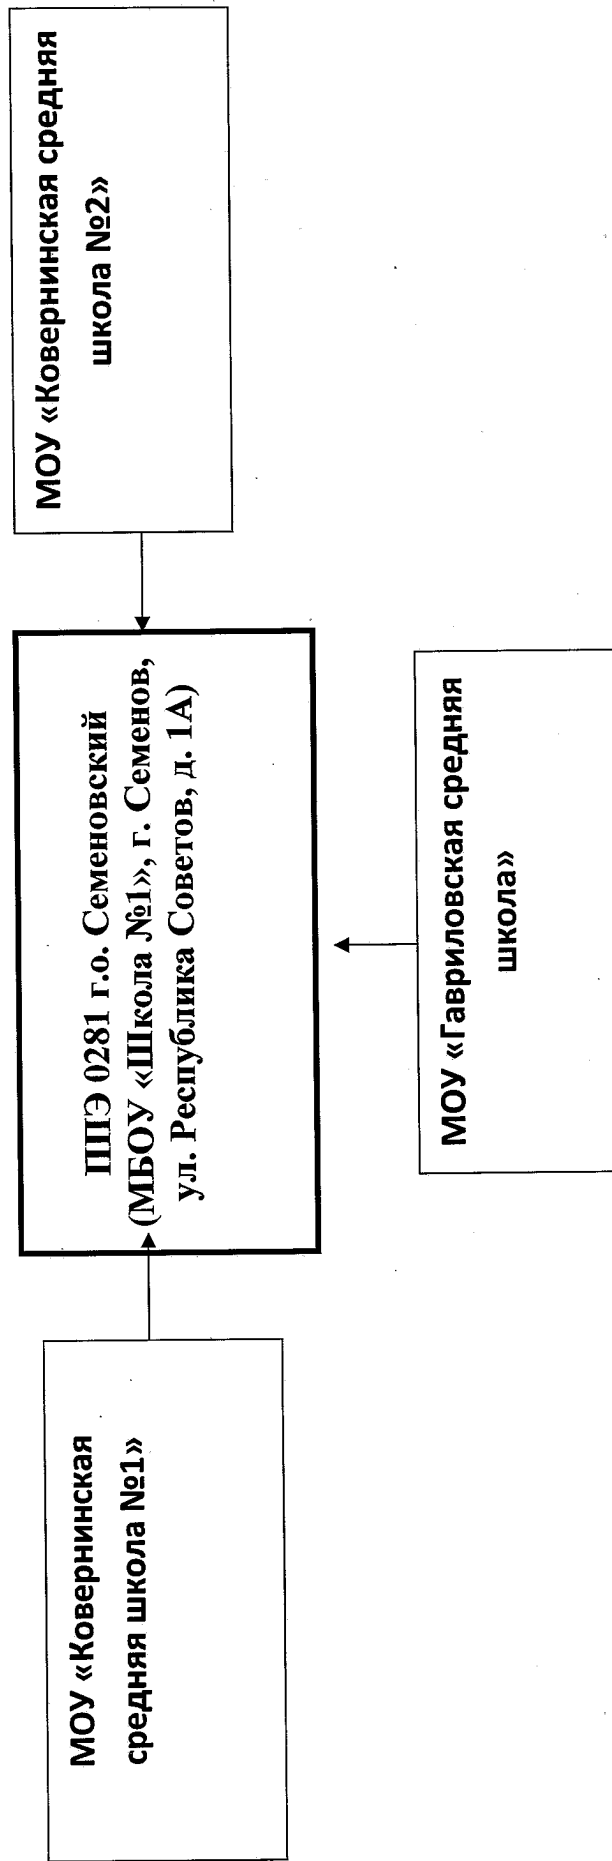 МОУ «Ковернинская
средняя школа №1»
ППЭ 0281 г.о. Семеновский
(МБОУ «Школа №1», г. Семенов,
ул. Республика Советов, д. 1А)
МОУ «Ковернинская средняя
школа №2»
МОУ «Гавриловская средняя
школа»